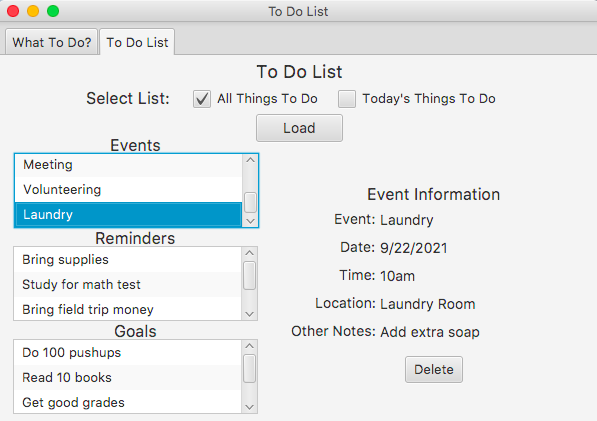 To Do List
What To Do? To Do List
To Do List
Select List: All Things To Do Today's Things To Do
Load
Events
Meeting
Volunteering
Laundry
Reminders
Bring supplies
Study for math test
Bring field trip money
Goals
Do 100 pushups
Read 10 books
Get good grades
Event Information
Event: Laundry
Date: 9/22/2021
Time: 10am
Location: Laundry Room
Other Notes: Add extra soap
Delete